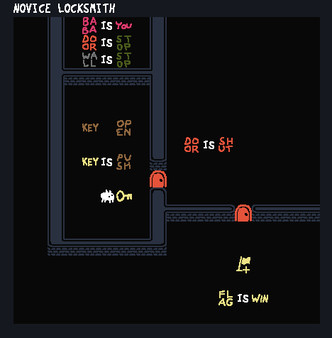 NOVICE LOCKSMITH
BABA IS YOU
DOOR IS STOP
WALL IS STOP
KEY OPEN
DOOR IS SHUT
KEY IS PUSH
FLAG IS WIN